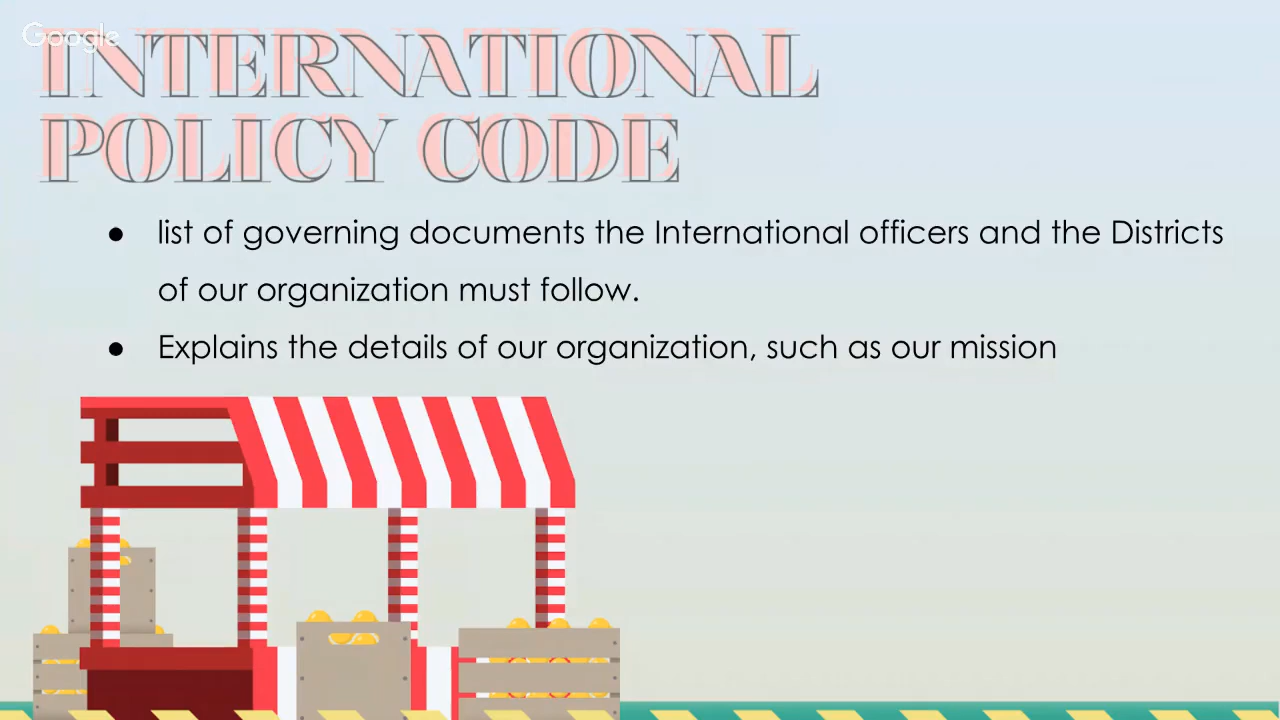 Google
INTERNATIONAL
POLICY CODE
● list of governing documents the International officers and the Districts
of our organization must follow.
● Explains the details of our organization, such as our mission